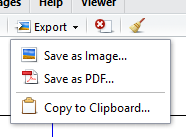 Help
Export
Save as Image...
Save as PDF...
Copy to Clipboard...